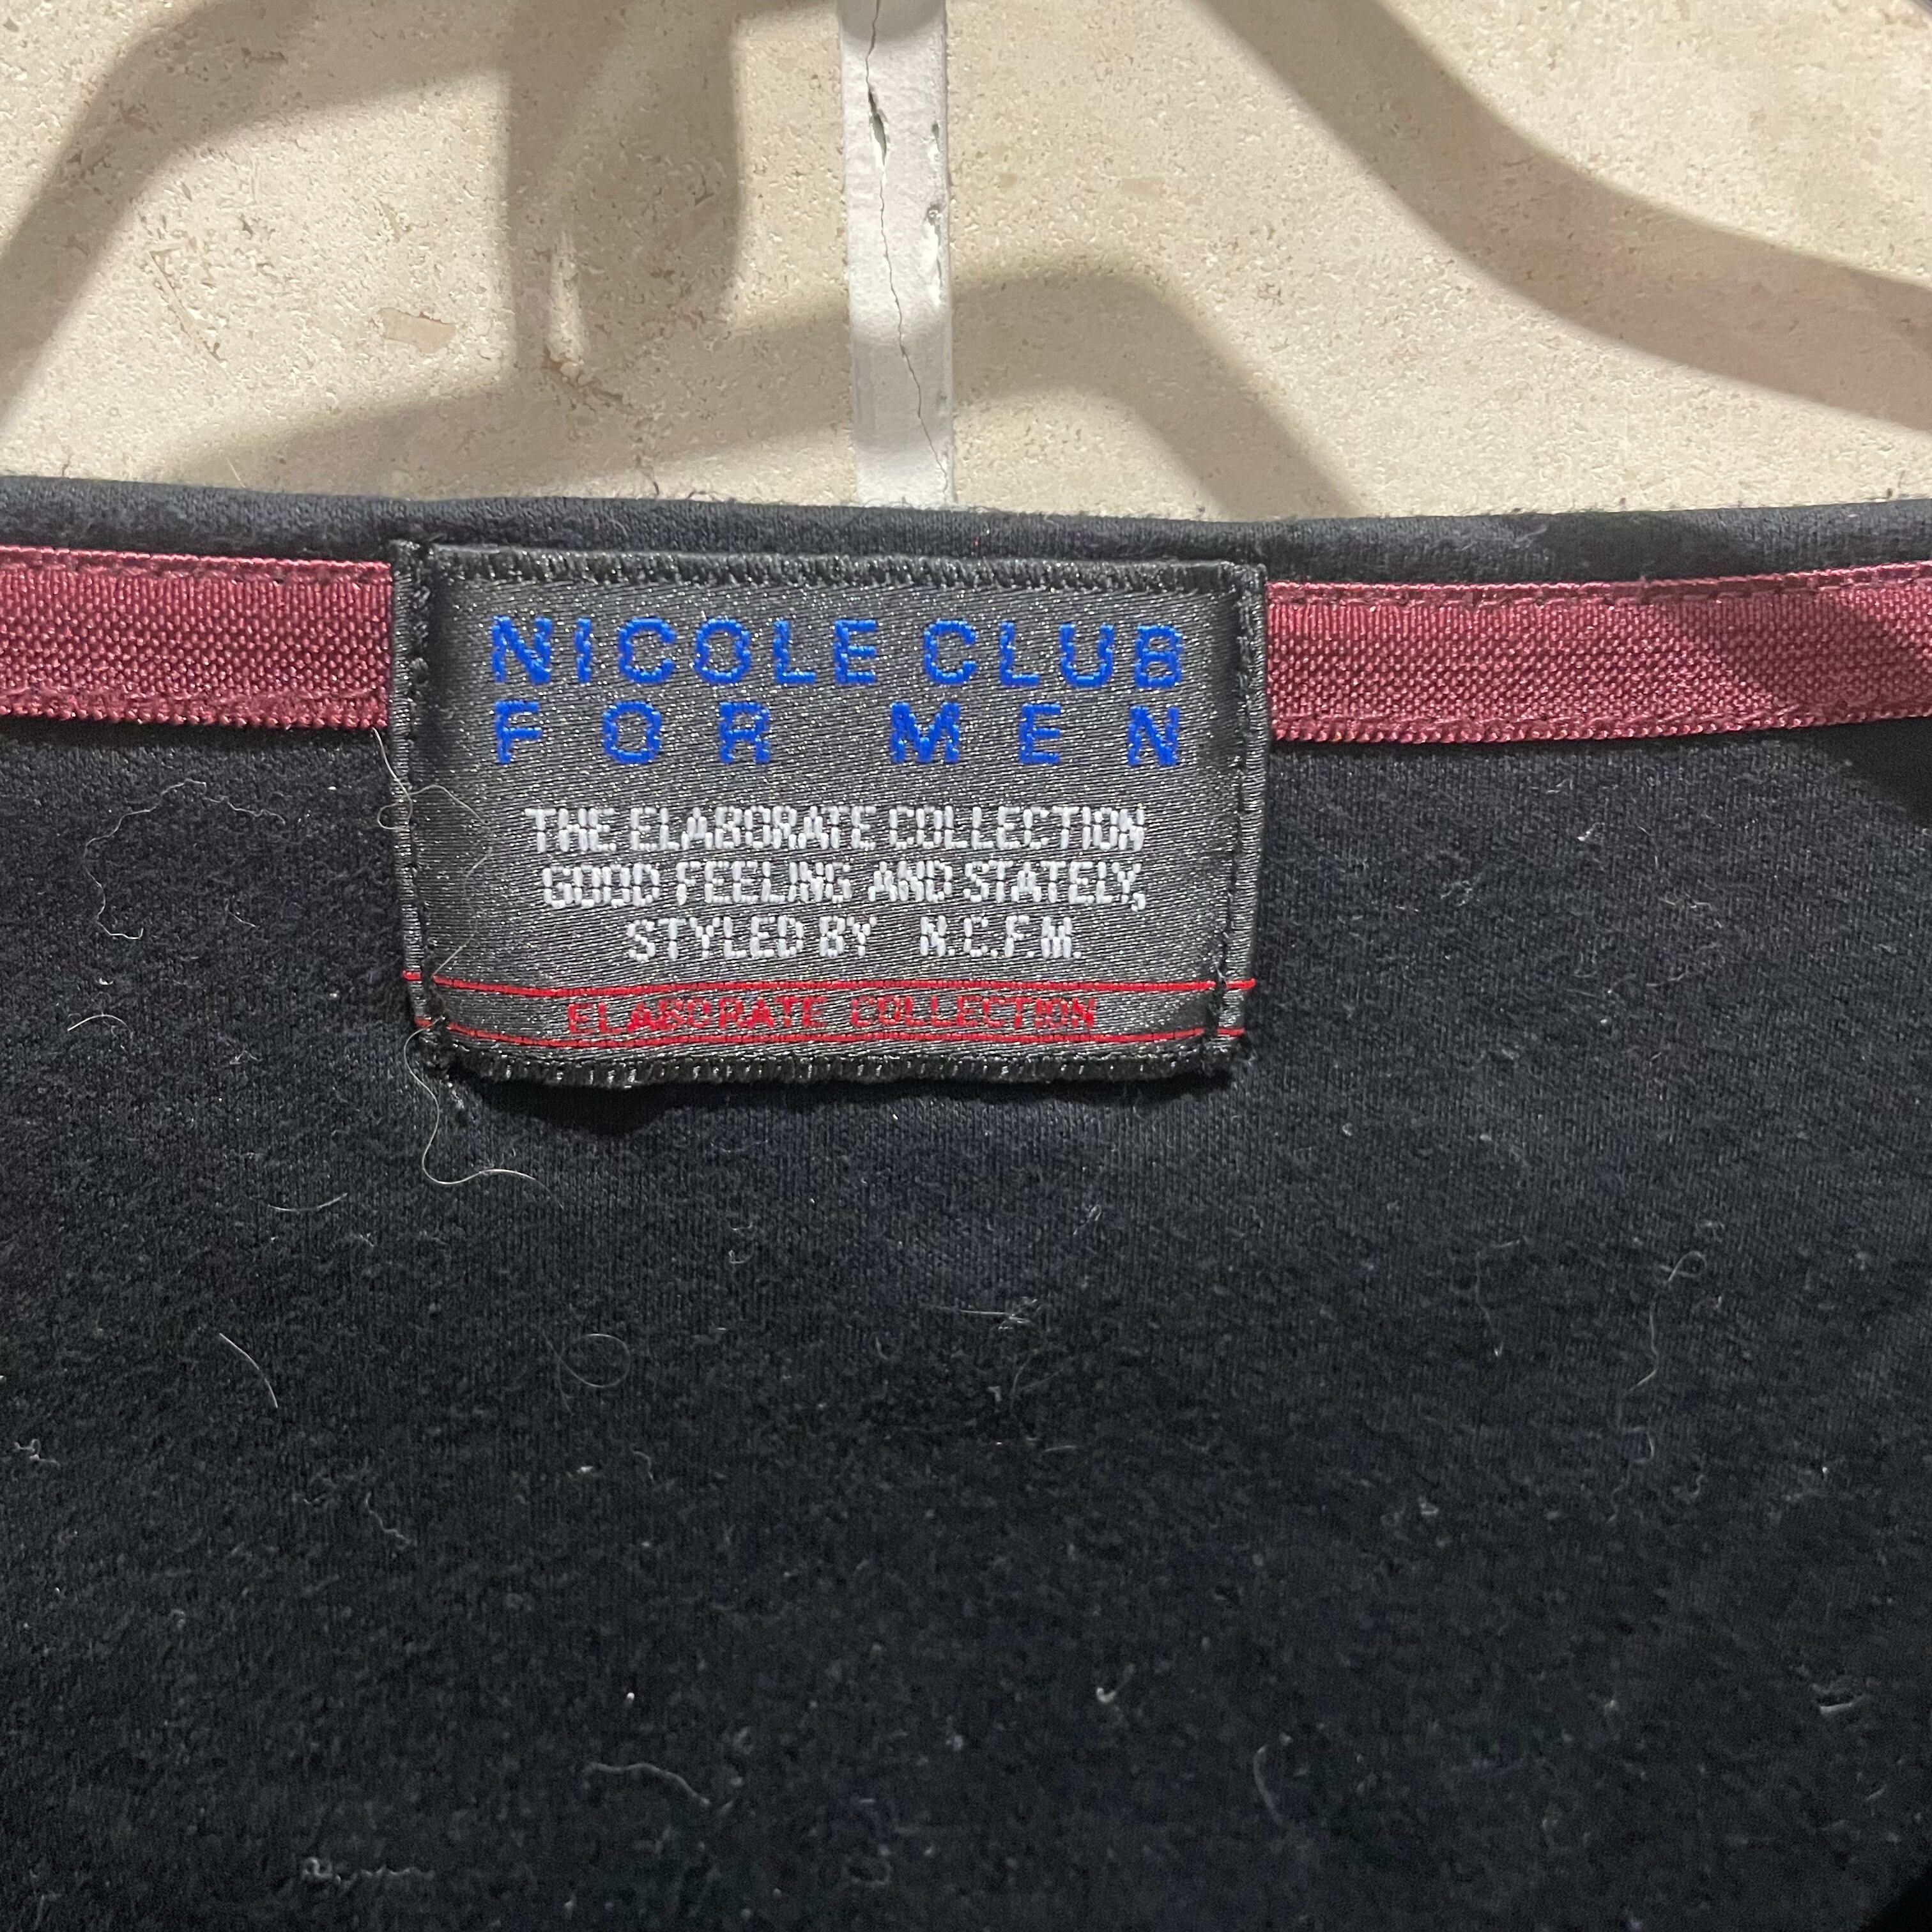 NICOLE CLUB
FOR MEN
THE ELABORATE COLLECTION
GOOD FEELING AND STATELY,
STYLED BY N.C.F.M.
ELABORATE COLLECTION